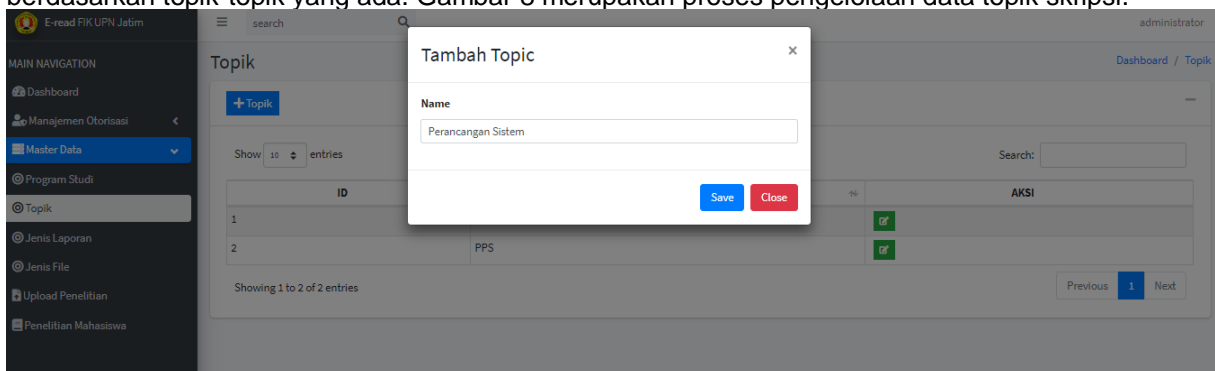 berdasarkan topik-topik yang ada. Gambar 8 merupakan proses pengelolaan data topik skripsi.
E-read FIK UPN Jatim
search
administrator
MAIN NAVIGATION
Dashboard
Manajemen Otorisasi
Master Data
Program Studi
Topik
Jenis Laporan
Jenis File
Upload Penelitian
Penelitian Mahasiswa
Topik
Dashboard / Topik
+ Topik
Show 10 entries
Search:
ID AKSI
1
2 PPS
Showing 1 to 2 of 2 entries
Previous 1 Next
Tambah Topic ×
Name
Perancangan Sistem
Save Close